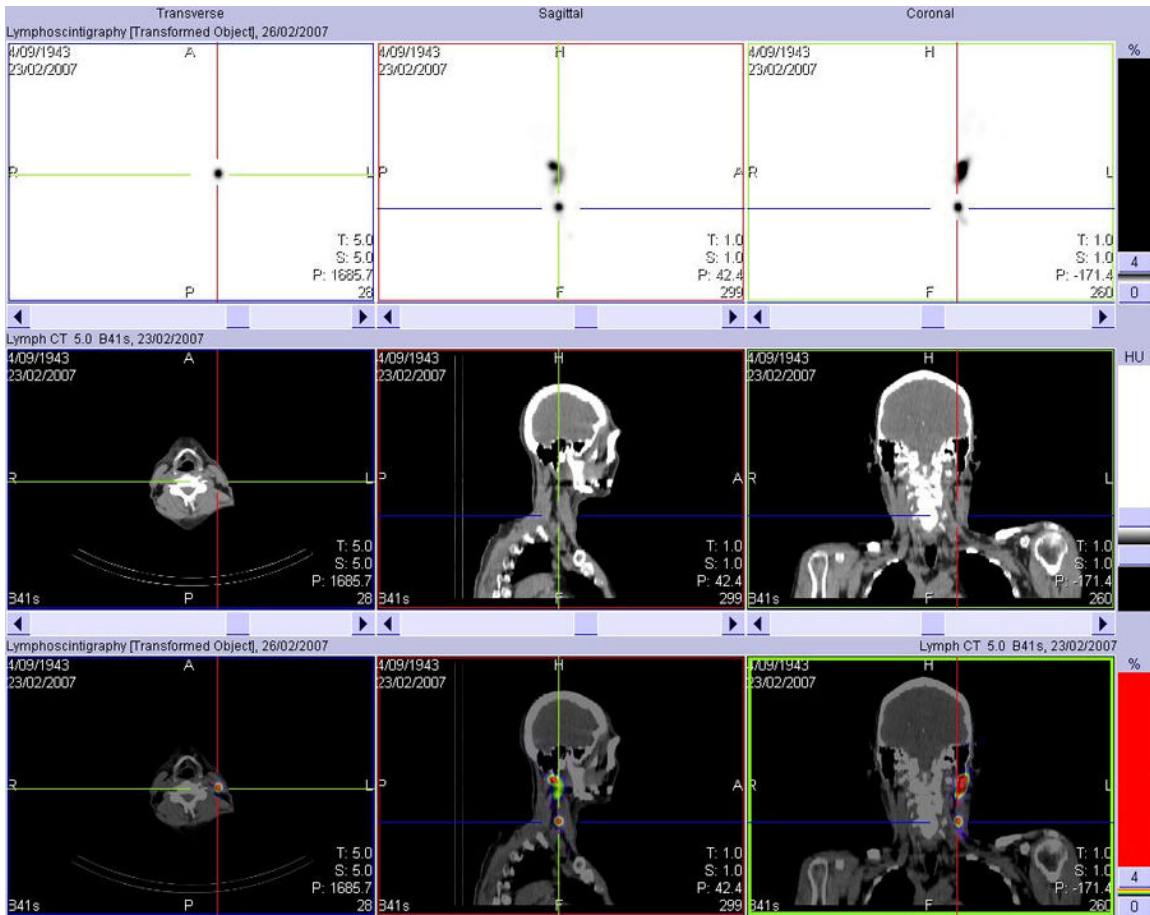 Transverse Sagittal Coronal
Lymphoscintigraphy [Transformed Object], 26/02/2007
4/09/1943 A 4/09/1943 H 4/09/1943 H %
23/02/2007 23/02/2007 23/02/2007
R L P A R L
T: 5.0 T: 1.0 T: 1.0
S: 5.0 S: 1.0 S: 1.0 4
P: 1685.7 P: 42.4 P: -171.4
P 28 F 299 F 260 0
Lymph CT 5.0 B41s, 23/02/2007
4/09/1943 A 4/09/1943 H 4/09/1943 H HU
23/02/2007 23/02/2007 23/02/2007
R L P A R L
T: 5.0 T: 1.0 T: 1.0
S: 5.0 S: 1.0 S: 1.0
P: 1685.7 P: 42.4 P: -171.4
B41s P 28 B41s F 299 B41s F 260
Lymphoscintigraphy [Transformed Object], 26/02/2007 Lymph CT 5.0 B41s, 23/02/2007
4/09/1943 A 4/09/1943 H 4/09/1943 H %
23/02/2007 23/02/2007 23/02/2007
R L P A R L
T: 5.0 T: 1.0 T: 1.0
S: 5.0 S: 1.0 S: 1.0
P: 1685.7 P: 42.4 P: -171.4 4
B41s P 28 B41s F 299 B41s F 260 0